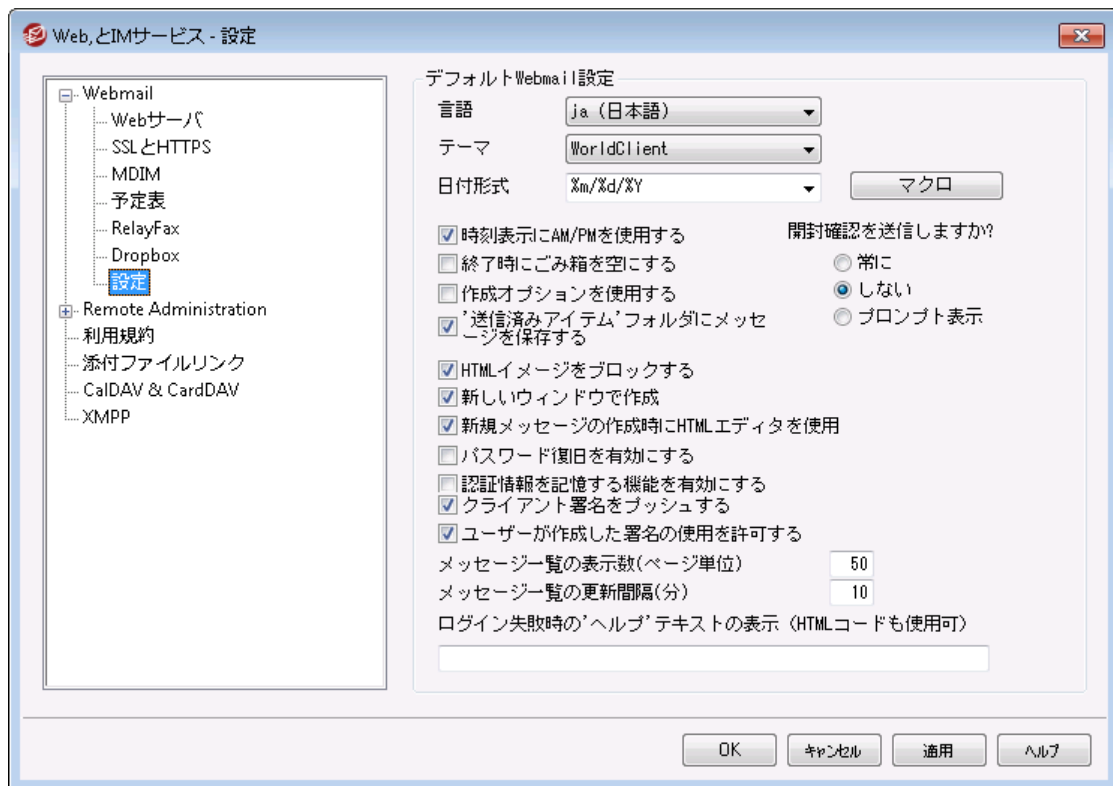 Web,とIMサービス - 設定
Webmail
Webサーバ
SSLとHTTPS
MDIM
予定表
RelayFax
Dropbox
設定
Remote Administration
利用規約
添付ファイルリンク
CalDAV & CardDAV
XMPP
デフォルトWebmail設定
言語 ja (日本語)
テーマ WorldClient
日付形式 %m/%d/%Y マクロ
時刻表示にAM/PMを使用する
終了時にごみ箱を空にする
作成オプションを使用する
'送信済みアイテム'フォルダにメッセ
ージを保存する
開封確認を送信しますか?
常に
しない
プロンプト表示
HTMLイメージをブロックする
新しいウィンドウで作成
新規メッセージの作成時にHTMLエディタを使用
パスワード復旧を有効にする
認証情報を記憶する機能を有効にする
クライアント署名をプッシュする
ユーザーが作成した署名の使用を許可する
メッセージ一覧の表示数(ページ単位) 50
メッセージ一覧の更新間隔(分) 10
ログイン失敗時の'ヘルプ'テキストの表示 (HTMLコードも使用可)
OK キャンセル 適用 ヘルプ